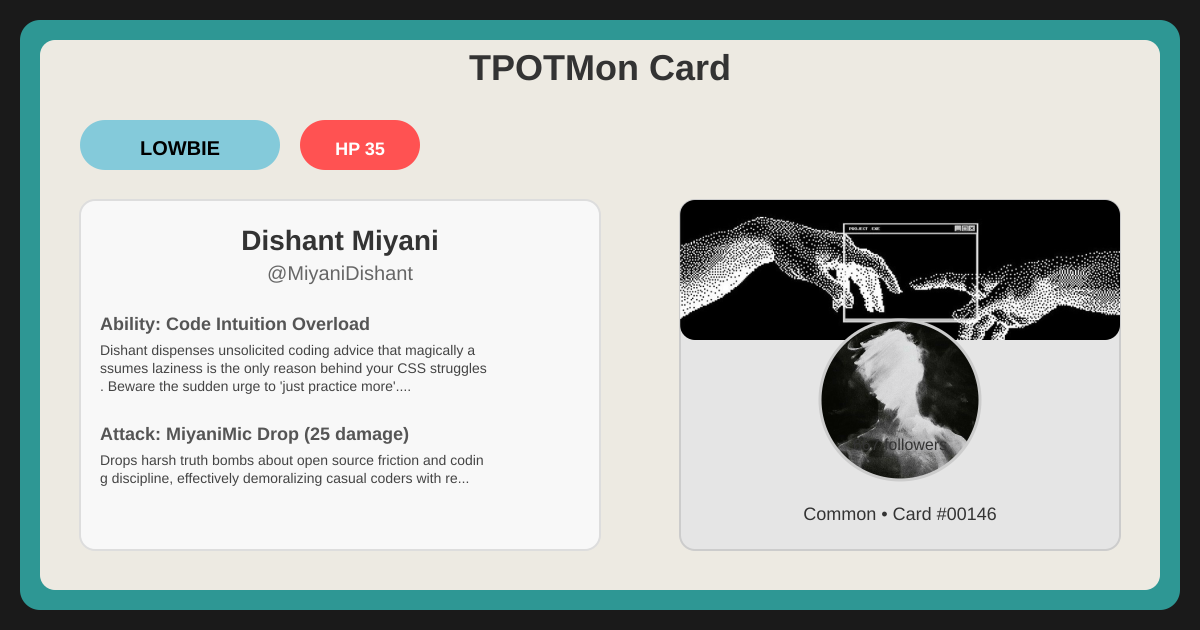 TPOTMon Card
LOWBIE
HP 35
Dishant Miyani
@MiyaniDishant
Ability: Code Intuition Overload
Dishant dispenses unsolicited coding advice that magically a
ssumes laziness is the only reason behind your CSS struggles
. Beware the sudden urge to 'just practice more'....
Attack: MiyaniMic Drop (25 damage)
Drops harsh truth bombs about open source friction and codin
g discipline, effectively demoralizing casual coders with re...
PROJECT EXE
followers
Common • Card #00146